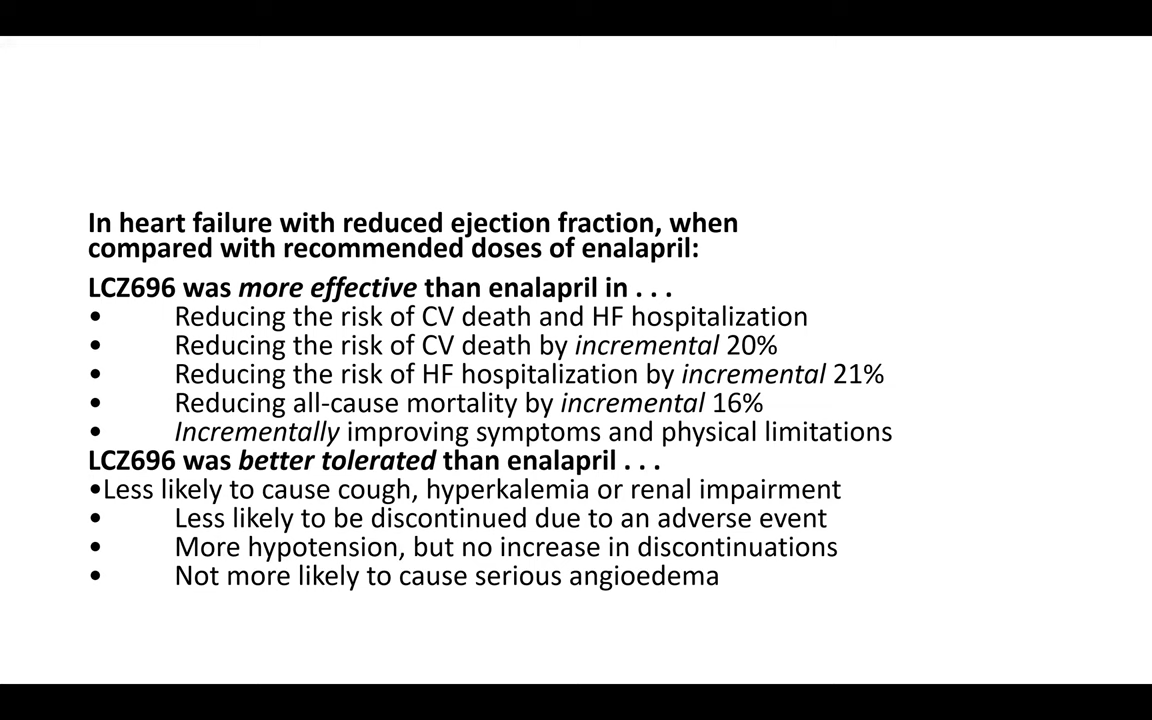 In heart failure with reduced ejection fraction, when
compared with recommended doses of enalapril:
LCZ696 was more effective than enalapril in . . .
• Reducing the risk of CV death and HF hospitalization
• Reducing the risk of CV death by incremental 20%
• Reducing the risk of HF hospitalization by incremental 21%
• Reducing all-cause mortality by incremental 16%
• Incrementally improving symptoms and physical limitations
LCZ696 was better tolerated than enalapril . . .
•Less likely to cause cough, hyperkalemia or renal impairment
• Less likely to be discontinued due to an adverse event
• More hypotension, but no increase in discontinuations
• Not more likely to cause serious angioedema